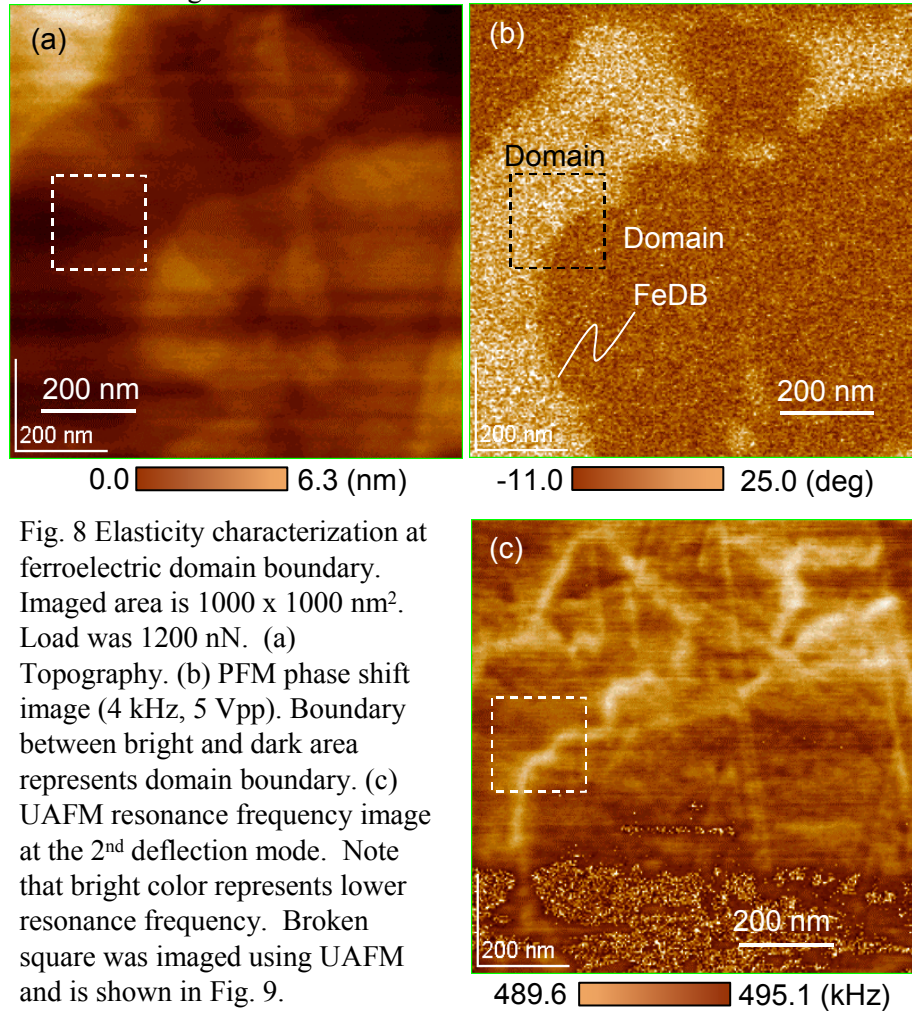 (a)
200 nm
200 nm
0.0 6.3 (nm)
(b)
Domain
Domain
FeDB
200 nm
200 nm
-11.0 25.0 (deg)
Fig. 8 Elasticity characterization at
ferroelectric domain boundary.
Imaged area is 1000 x 1000 nm².
Load was 1200 nN. (a)
Topography. (b) PFM phase shift
image (4 kHz, 5 Vpp). Boundary
between bright and dark area
represents domain boundary. (c)
UAFM resonance frequency image
at the 2nd deflection mode. Note
that bright color represents lower
resonance frequency. Broken
square was imaged using UAFM
and is shown in Fig. 9.
(c)
200 nm
200 nm
489.6 495.1 (kHz)